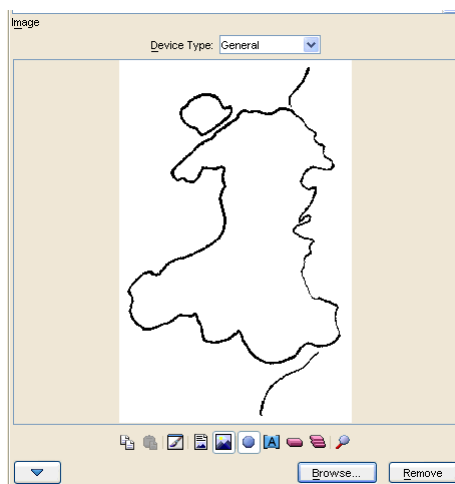 Image
Device Type: General
[A]
Browse...
Remove